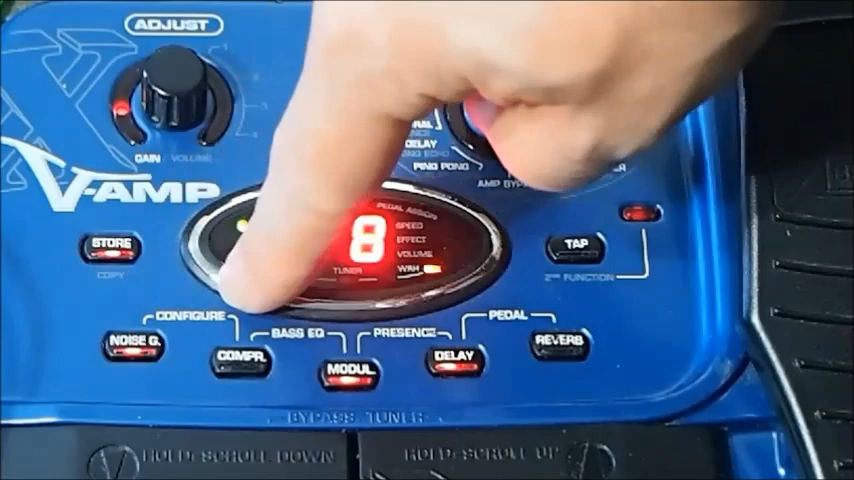 ADJUST
GAIN / VOLUME
V-AMP
DELAY
PING PONG
PEDAL ASSIGN
SPEED
EFFECT
VOLUME
WAH
8
TUNER
STORE
COPY
TAP
2ND FUNCTION
CONFIGURE
BASS EQ
PRESENCE
PEDAL
NOISE G.
COMPR.
MODUL.
DELAY
REVERB
BYPASS TUNER
HOLD: SCROLL DOWN
HOLD: SCROLL UP